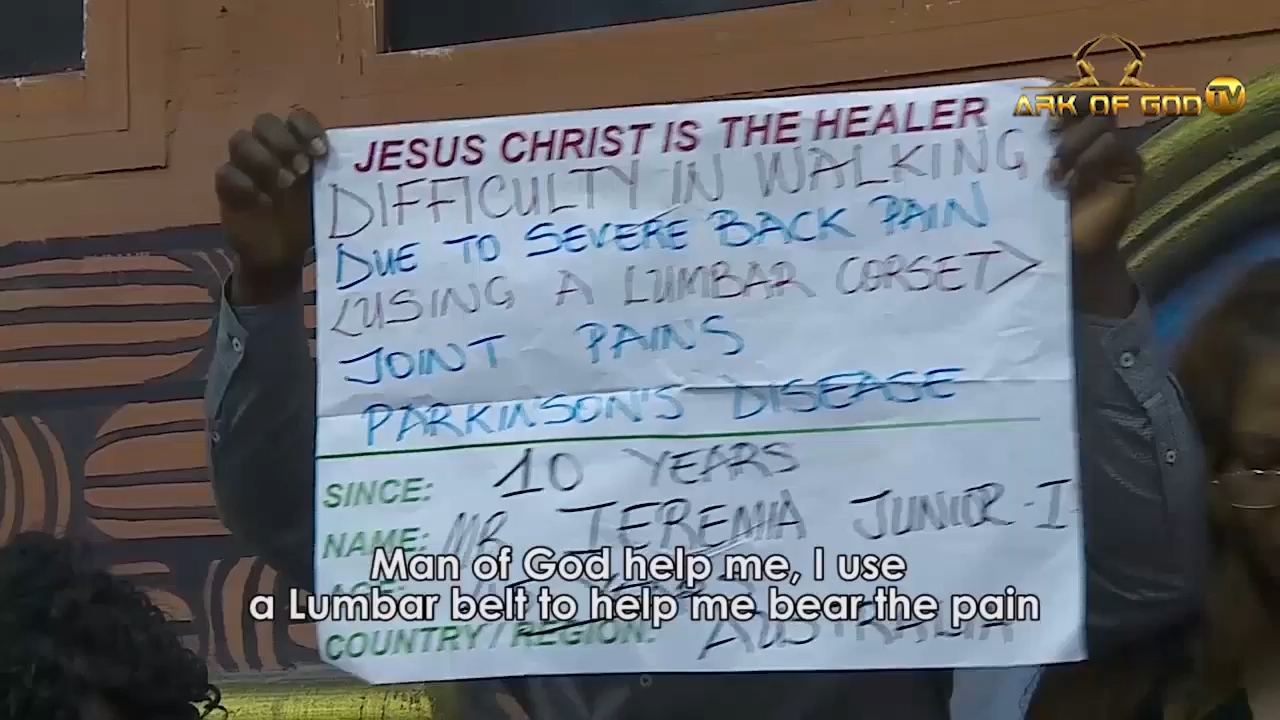 ARK OF GOD TV
JESUS CHRIST IS THE HEALER
DIFFICULTY IN WALKING
DUE TO SEVERE BACK PAIN
<USING A LUMBAR CORSET>
JOINT PAINS
PARKINSON'S DISEASE
SINCE: 10 YEARS
NAME: MR JEREMIA JUNIOR-I
AGE:
COUNTRY/REGION: AUSTRALIA
Man of God help me, I use
a Lumbar belt to help me bear the pain